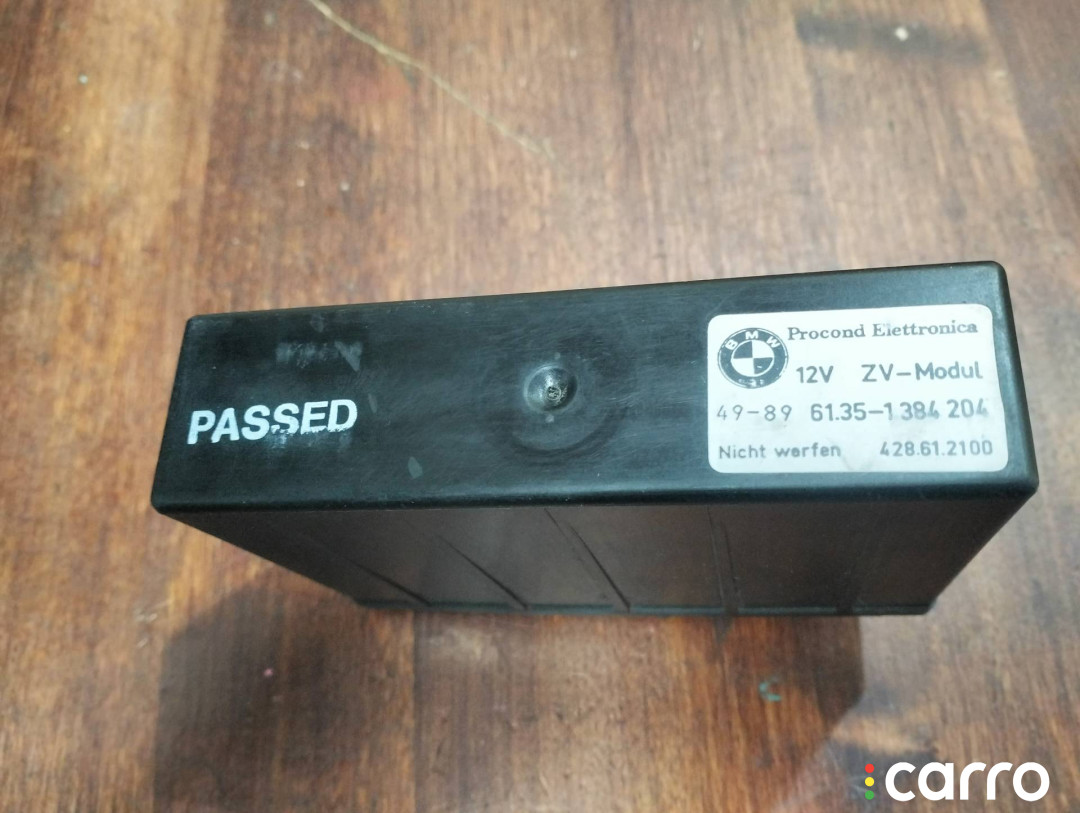 PASSED
BMW
Procond Elettronica
12V ZV-Modul
49-89 61.35-1 384 204
Nicht werfen 428.61.2100
carro